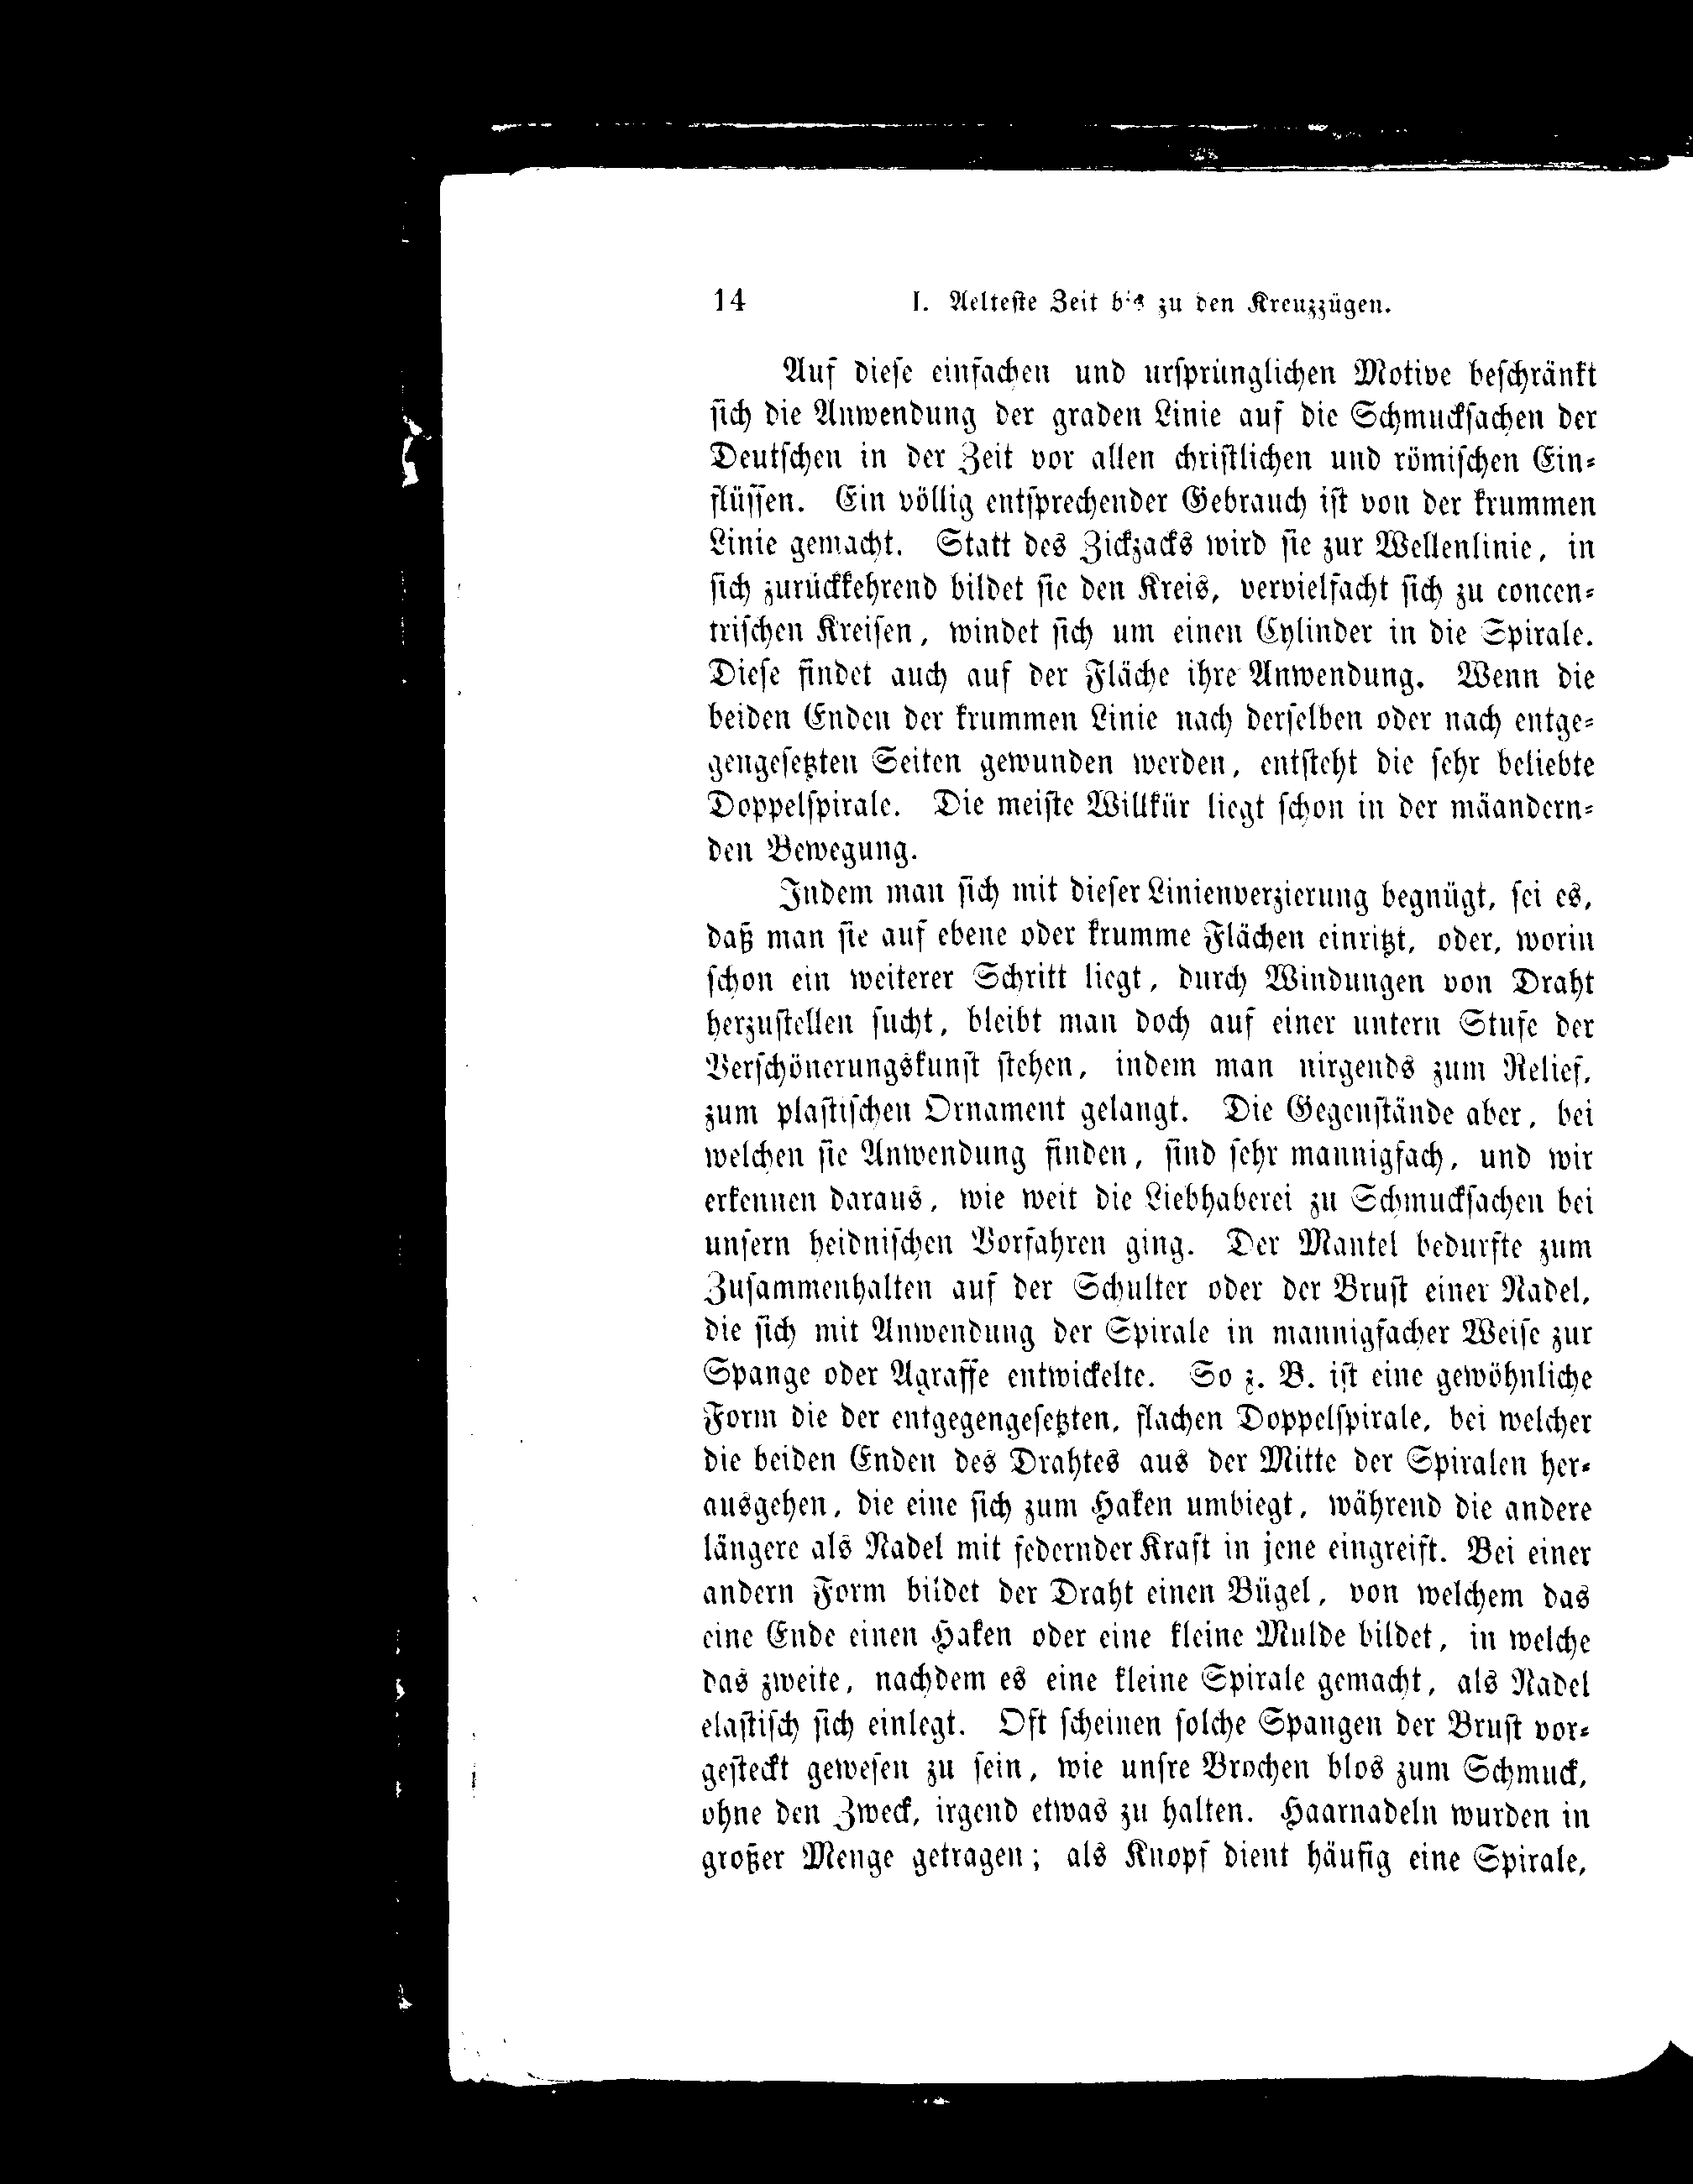 14 I. Aelteste Zeit bis zu den Kreuzzügen.
Auf diese einfachen und ursprünglichen Motive beschränkt
sich die Anwendung der graden Linie auf die Schmucksachen der
Deutschen in der Zeit vor allen christlichen und römischen Ein-
flüssen. Ein völlig entsprechender Gebrauch ist von der krummen
Linie gemacht. Statt des Zickzacks wird sie zur Wellenlinie, in
sich zurückkehrend bildet sie den Kreis, vervielfacht sich zu concen-
trischen Kreisen, windet sich um einen Cylinder in die Spirale.
Diese findet auch auf der Fläche ihre Anwendung. Wenn die
beiden Enden der krummen Linie nach derselben oder nach entge-
gengesetzten Seiten gewunden werden, entsteht die sehr beliebte
Doppelspirale. Die meiste Willkür liegt schon in der mäandern-
den Bewegung.
Indem man sich mit dieser Linienverzierung begnügt, sei es,
daß man sie auf ebene oder krumme Flächen einritzt, oder, worin
schon ein weiterer Schritt liegt, durch Windungen von Draht
herzustellen sucht, bleibt man doch auf einer untern Stufe der
Verschönerungskunst stehen, indem man nirgends zum Relief,
zum plastischen Ornament gelangt. Die Gegenstände aber, bei
welchen sie Anwendung finden, sind sehr mannigfach, und wir
erkennen daraus, wie weit die Liebhaberei zu Schmucksachen bei
unsern heidnischen Vorfahren ging. Der Mantel bedurfte zum
Zusammenhalten auf der Schulter oder der Brust einer Nadel,
die sich mit Anwendung der Spirale in mannigfacher Weise zur
Spange oder Agraffe entwickelte. So z. B. ist eine gewöhnliche
Form die der entgegengesetzten, flachen Doppelspirale, bei welcher
die beiden Enden des Drahtes aus der Mitte der Spiralen her-
ausgehen, die eine sich zum Haken umbiegt, während die andere
längere als Nadel mit federnder Kraft in jene eingreift. Bei einer
andern Form bildet der Draht einen Bügel, von welchem das
eine Ende einen Haken oder eine kleine Mulde bildet, in welche
das zweite, nachdem es eine kleine Spirale gemacht, als Nadel
elastisch sich einlegt. Oft scheinen solche Spangen der Brust vor-
gesteckt gewesen zu sein, wie unsre Brochen blos zum Schmuck,
ohne den Zweck, irgend etwas zu halten. Haarnadeln wurden in
großer Menge getragen; als Knopf dient häufig eine Spirale,